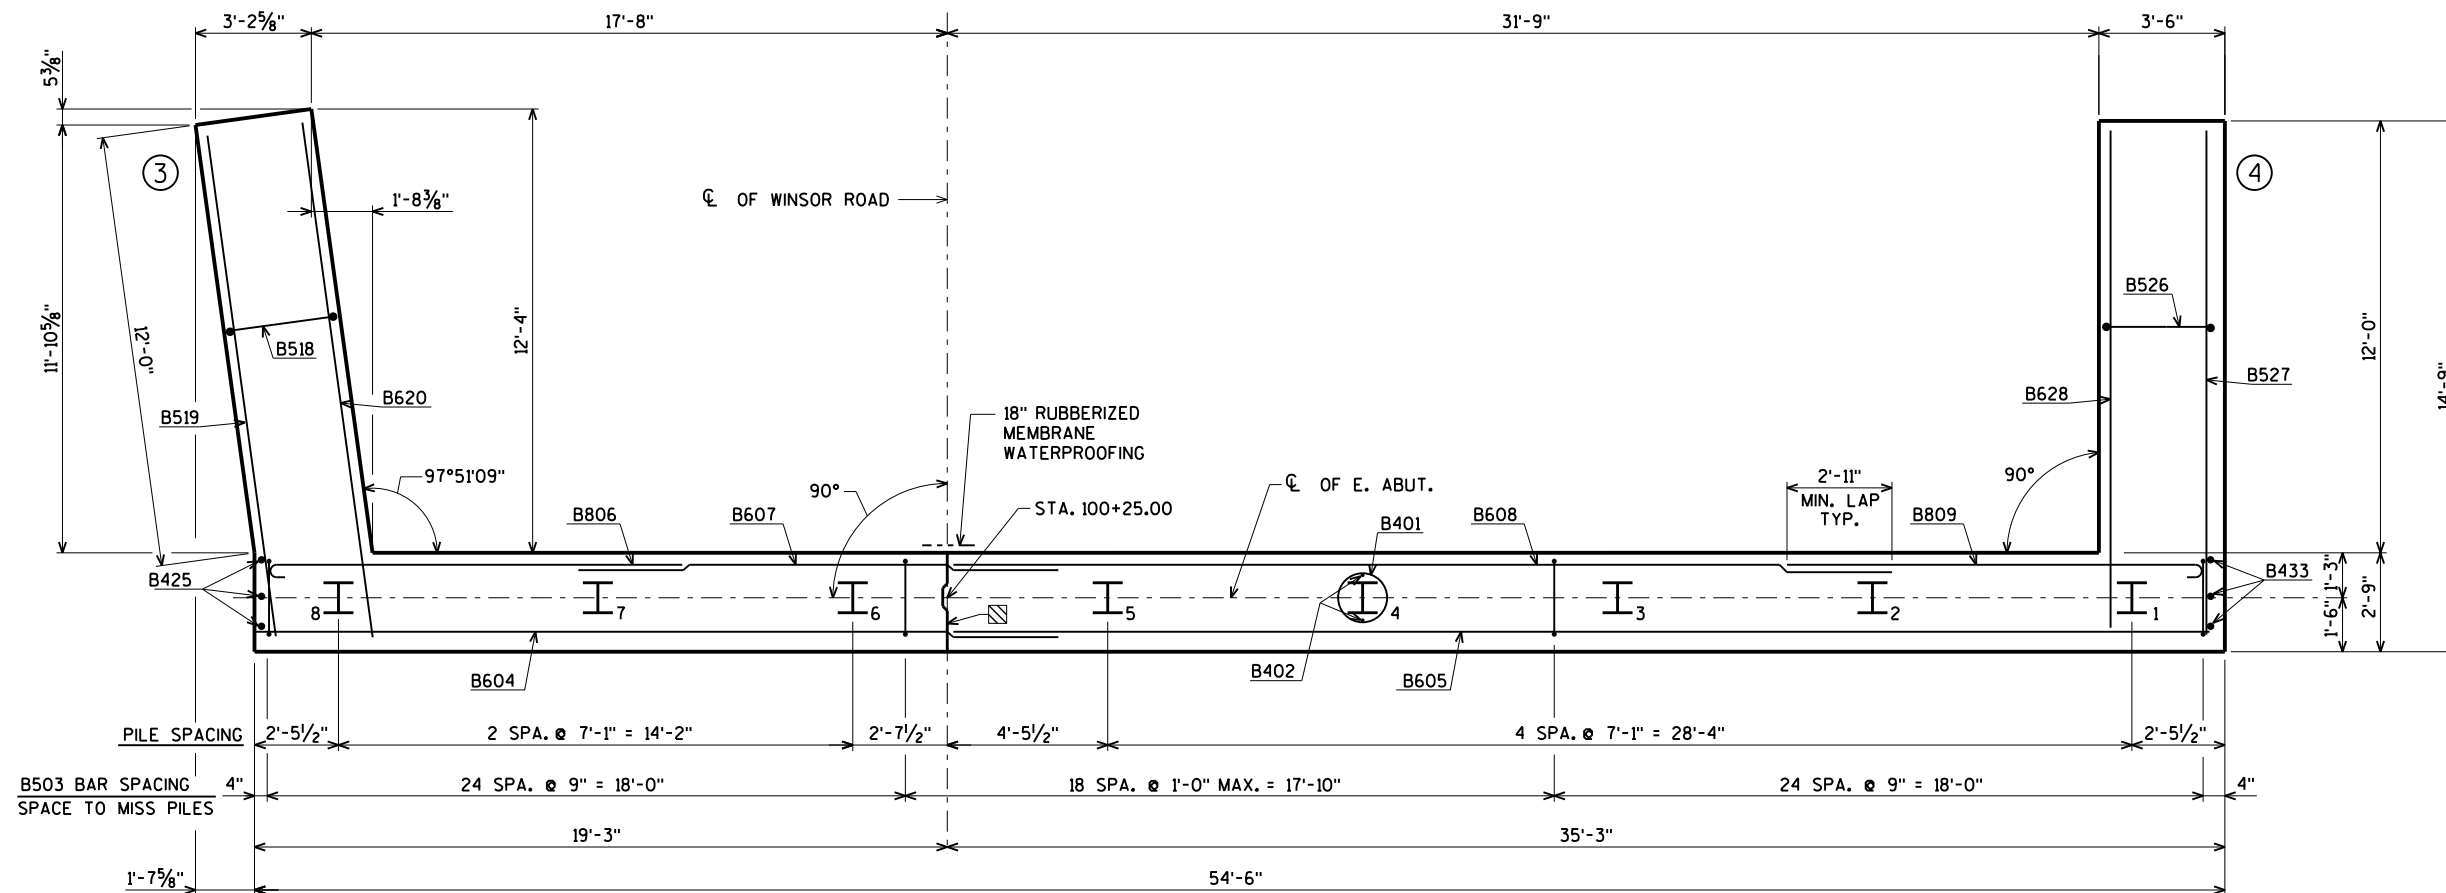 3'-2⅝"
17'-8"
31'-9"
3'-6"
5⅜"
3
4
1'-8⅜"
℄ OF WINSOR ROAD
11'-10⅝"
12'-0"
12'-4"
B518
B526
12'-0"
14'-9"
B519
B620
B628
B527
18" RUBBERIZED
MEMBRANE
WATERPROOFING
97°51'09"
90°
℄ OF E. ABUT.
STA. 100+25.00
2'-11"
MIN. LAP
TYP.
90°
B806
B607
B401
B608
B809
B425
B433
8
7
6
5
4
3
2
1
1'-3"
1'-6"
2'-9"
B604
B402
B605
PILE SPACING
2'-5½"
2 SPA. @ 7'-1" = 14'-2"
2'-7½"
4'-5½"
4 SPA. @ 7'-1" = 28'-4"
2'-5½"
B503 BAR SPACING
SPACE TO MISS PILES
4"
24 SPA. @ 9" = 18'-0"
18 SPA. @ 1'-0" MAX. = 17'-10"
24 SPA. @ 9" = 18'-0"
4"
19'-3"
35'-3"
1'-7⅝"
54'-6"